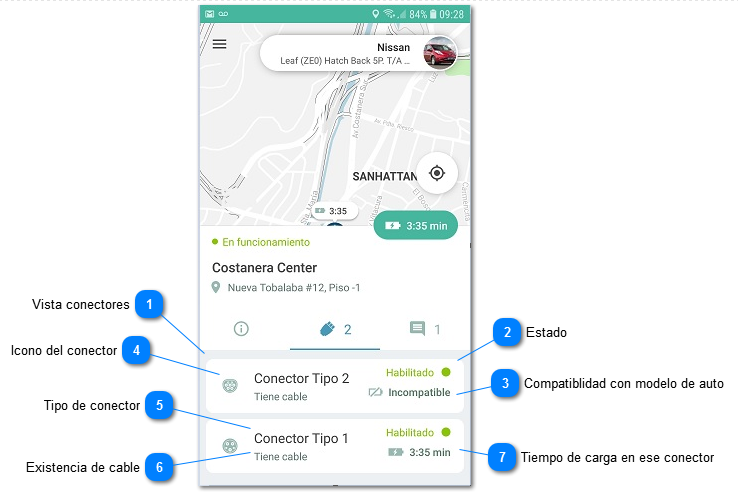 84% 09:28
Nissan
Leaf (ZE0) Hatch Back 5P. T/A ...
Av Costanera Sur
Av. Pdte. Riesco
SANHATTAN
Sta. María
El Bosque
Carmencita
3:35
3:35 min
En funcionamiento
Costanera Center
Nueva Tobalaba #12, Piso -1
2
1
Vista conectores
1
2
Estado
Icono del conector
4
Conector Tipo 2
Tiene cable
Habilitado
Incompatible
3
Compatiblidad con modelo de auto
Tipo de conector
5
Conector Tipo 1
Tiene cable
Habilitado
3:35 min
Existencia de cable
6
7
Tiempo de carga en ese conector